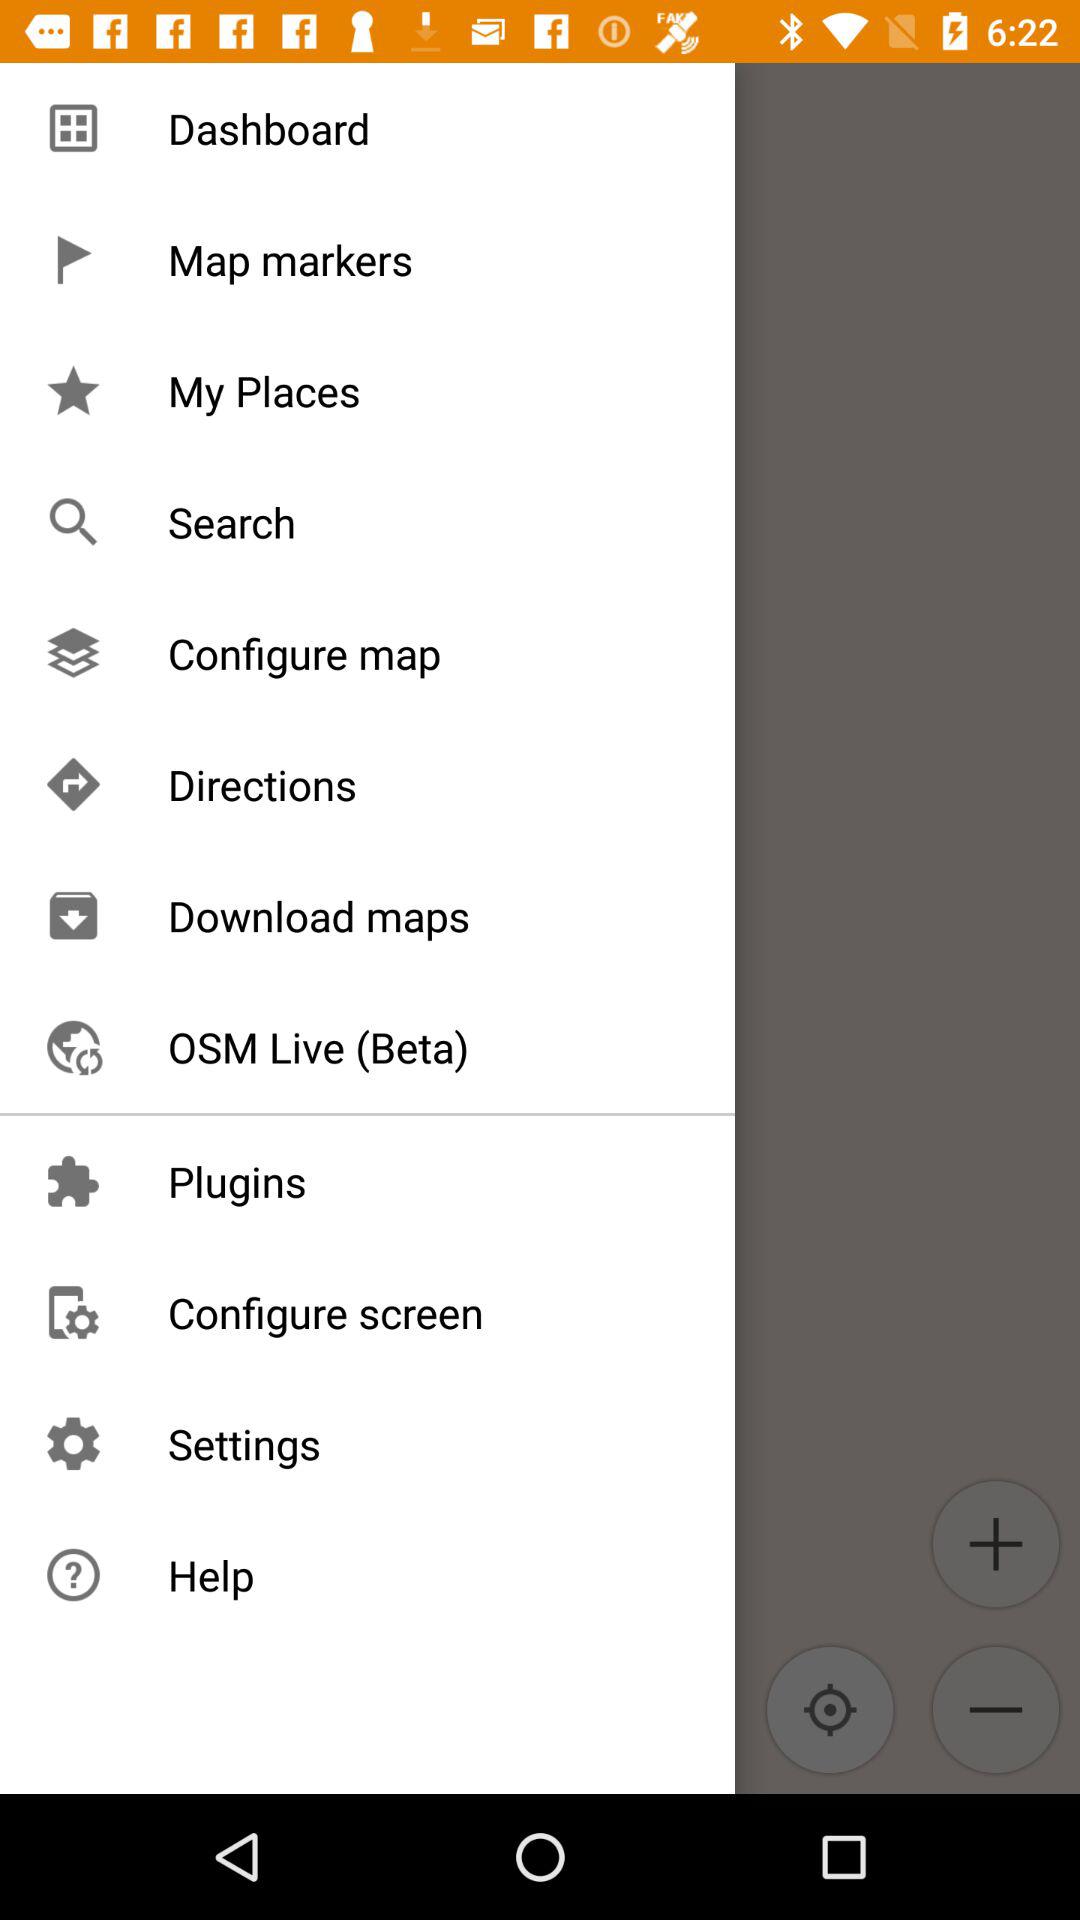 FAKE
6:22
Dashboard
Map markers
My Places
Search
Configure map
Directions
Download maps
OSM Live (Beta)
Plugins
Configure screen
Settings
Help